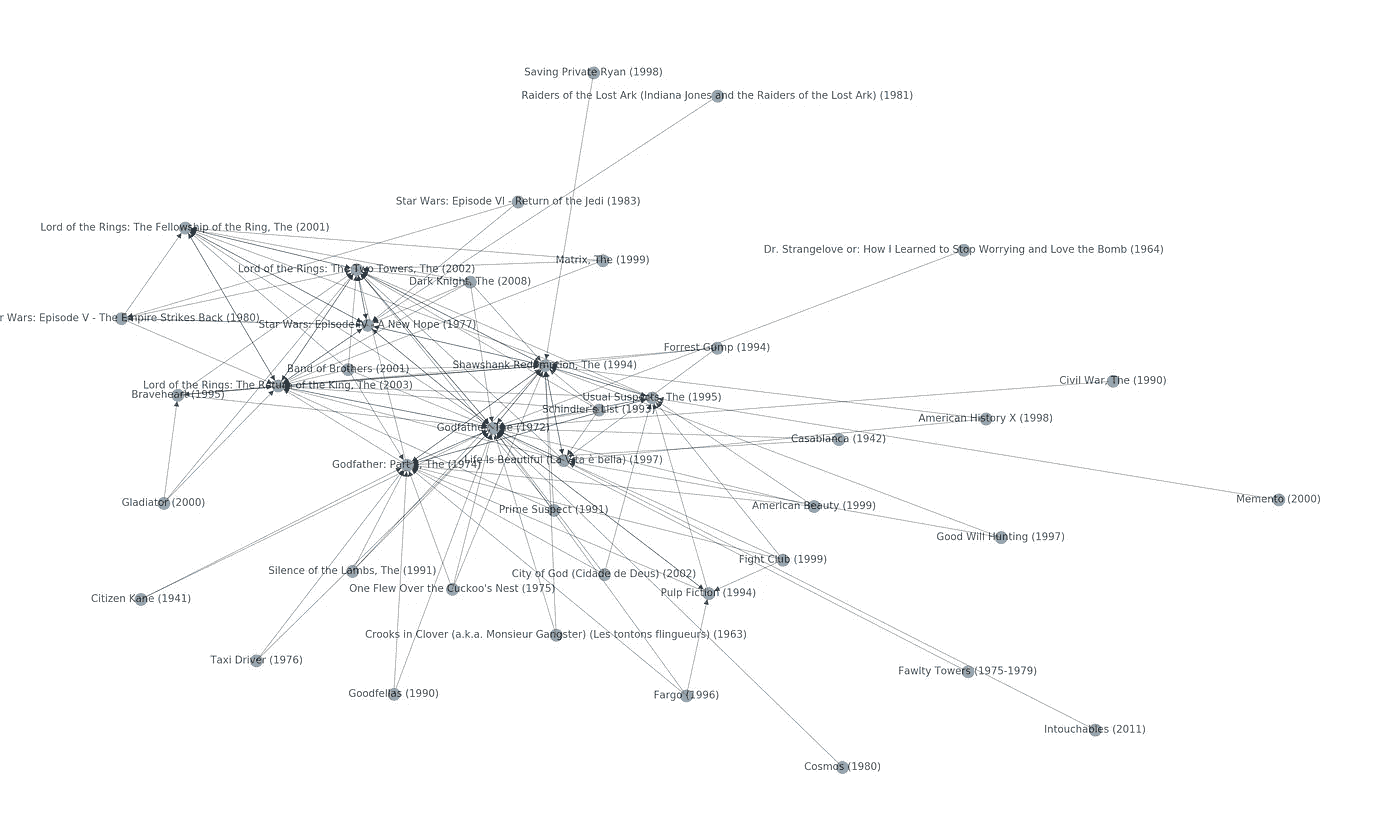 Saving Private Ryan (1998)
Raiders of the Lost Ark (Indiana Jones and the Raiders of the Lost Ark) (1981)
Star Wars: Episode VI - Return of the Jedi (1983)
Lord of the Rings: The Fellowship of the Ring, The (2001)
Dr. Strangelove or: How I Learned to Stop Worrying and Love the Bomb (1964)
Matrix, The (1999)
Lord of the Rings: The Two Towers, The (2002)
Dark Knight, The (2008)
r Wars: Episode V - The Empire Strikes Back (1980)
Star Wars: Episode IV - A New Hope (1977)
Forrest Gump (1994)
Shawshank Redemption, The (1994)
Band of Brothers (2001)
Civil War, The (1990)
Lord of the Rings: The Return of the King, The (2003)
Braveheart (1995)
Usual Suspects, The (1995)
Schindler's List (1993)
American History X (1998)
Godfather, The (1972)
Casablanca (1942)
Life Is Beautiful (La Vita è bella) (1997)
Godfather: Part II, The (1974)
Memento (2000)
Gladiator (2000)
American Beauty (1999)
Prime Suspect (1991)
Good Will Hunting (1997)
Fight Club (1999)
Silence of the Lambs, The (1991)
City of God (Cidade de Deus) (2002)
One Flew Over the Cuckoo's Nest (1975)
Pulp Fiction (1994)
Citizen Kane (1941)
Crooks in Clover (a.k.a. Monsieur Gangster) (Les tontons flingueurs) (1963)
Taxi Driver (1976)
Fawlty Towers (1975-1979)
Goodfellas (1990)
Fargo (1996)
Intouchables (2011)
Cosmos (1980)